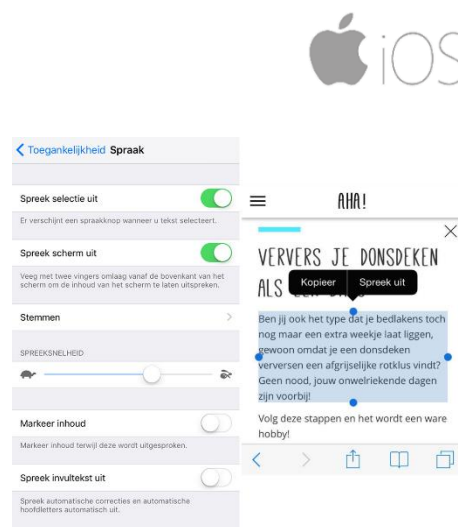 iOS
Toegankelijkheid Spraak
Spreek selectie uit
Er verschijnt een spraakknop wanneer u tekst selecteert.
Spreek scherm uit
Veeg met twee vingers omlaag vanaf de bovenkant van het
scherm om de inhoud van het scherm te laten uitspreken.
Stemmen
SPREEKSNELHEID
Markeer inhoud
Markeer inhoud terwijl deze wordt uitgesproken.
Spreek invultekst uit
Spreek automatische correcties en automatische
hoofdletters automatisch uit.
AHA!
VERVERS JE DONSDEKEN
ALS
Kopieer Spreek uit
Ben jij ook het type dat je bedlakens toch
nog maar een extra weekje laat liggen,
gewoon omdat je een donsdeken
verversen een afgrijselijke rotklus vindt?
Geen nood, jouw onwelriekende dagen
zijn voorbij!
Volg deze stappen en het wordt een ware
hobby!